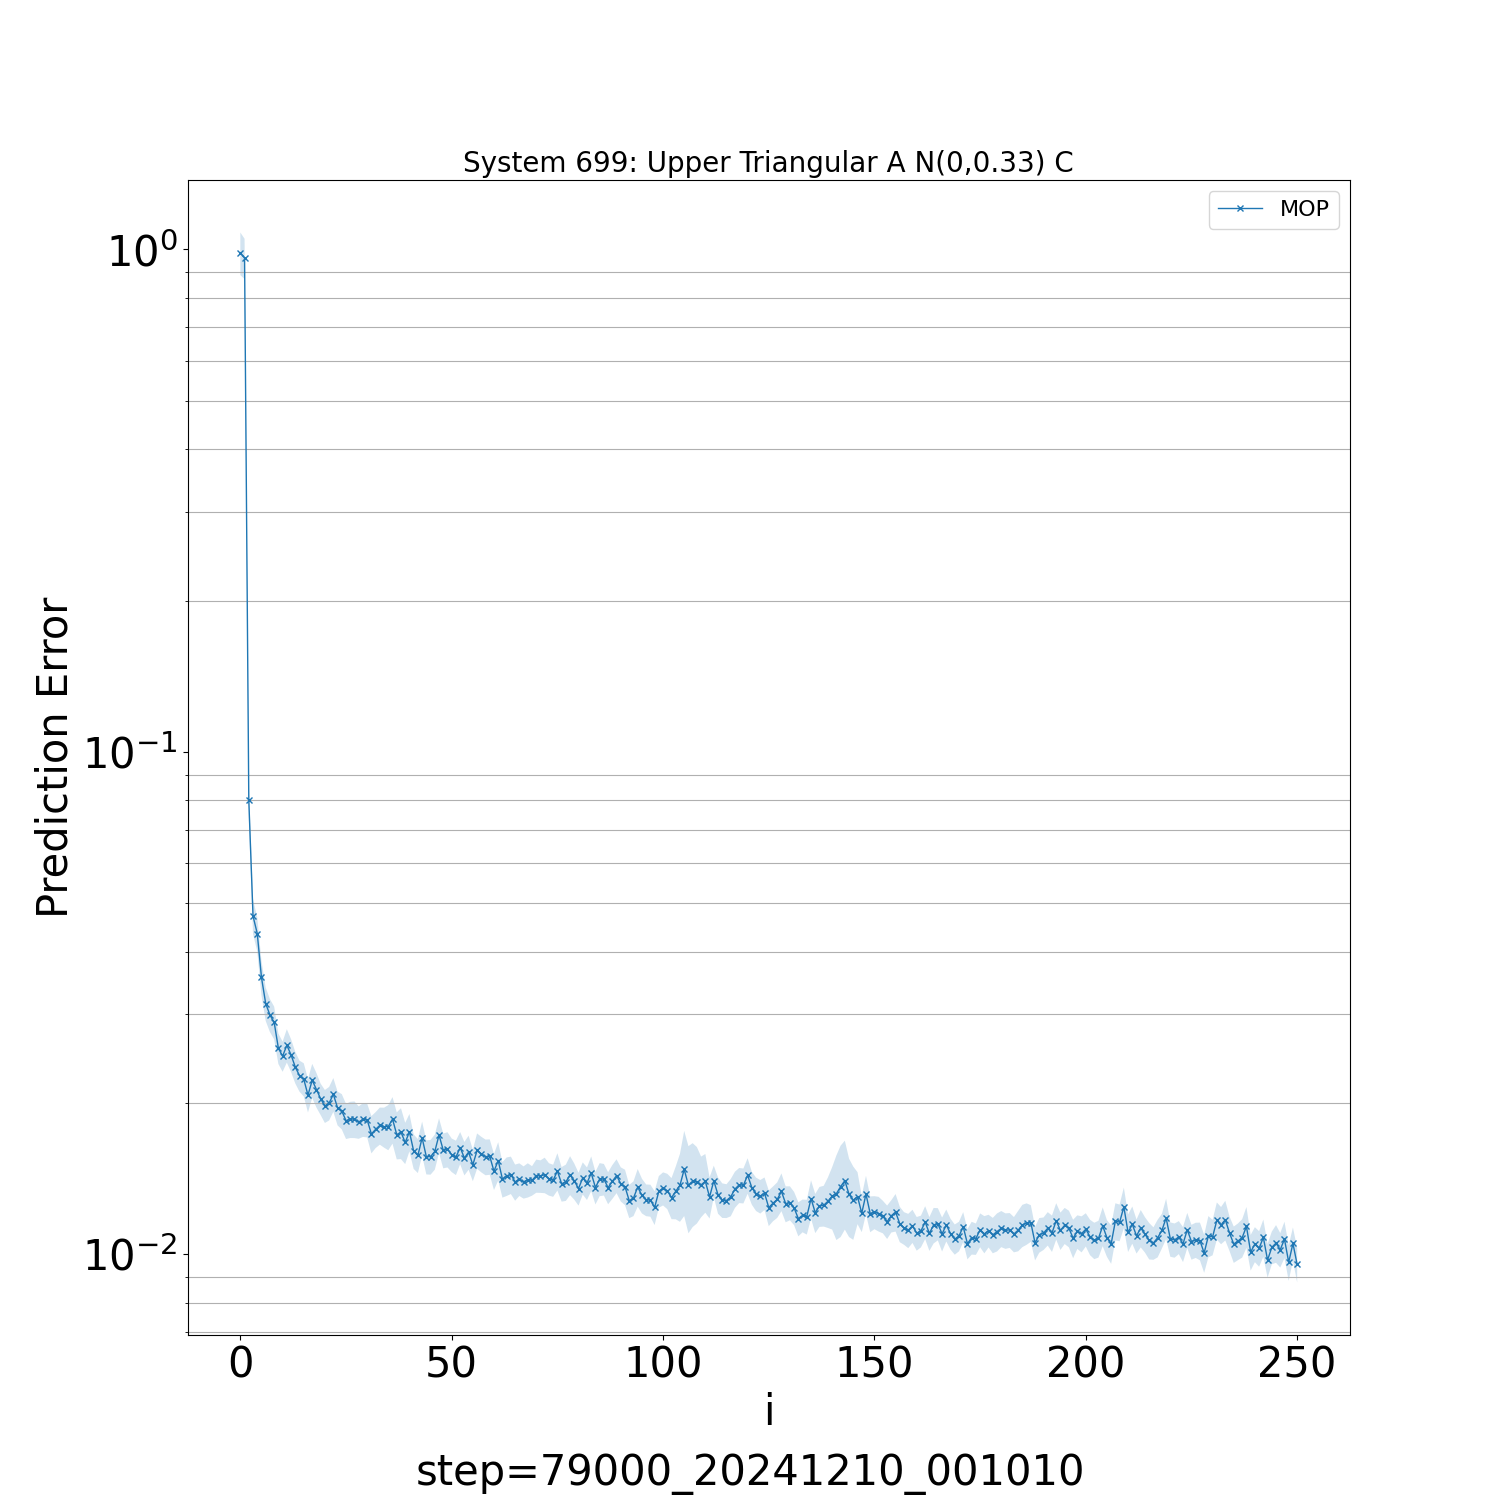 System 699: Upper Triangular A N(0,0.33) C
MOP
10⁰
10⁻¹
10⁻²
Prediction Error
0 50 100 150 200 250
i
step=79000_20241210_001010